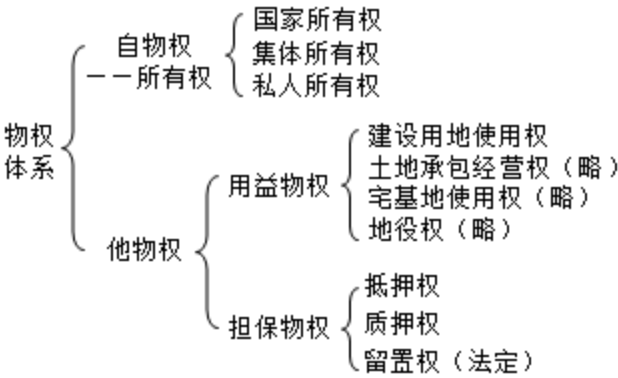 物权
体系
自物权
——所有权
国家所有权
集体所有权
私人所有权
他物权
用益物权
建设用地使用权
土地承包经营权（略）
宅基地使用权（略）
地役权（略）
担保物权
抵押权
质押权
留置权（法定）